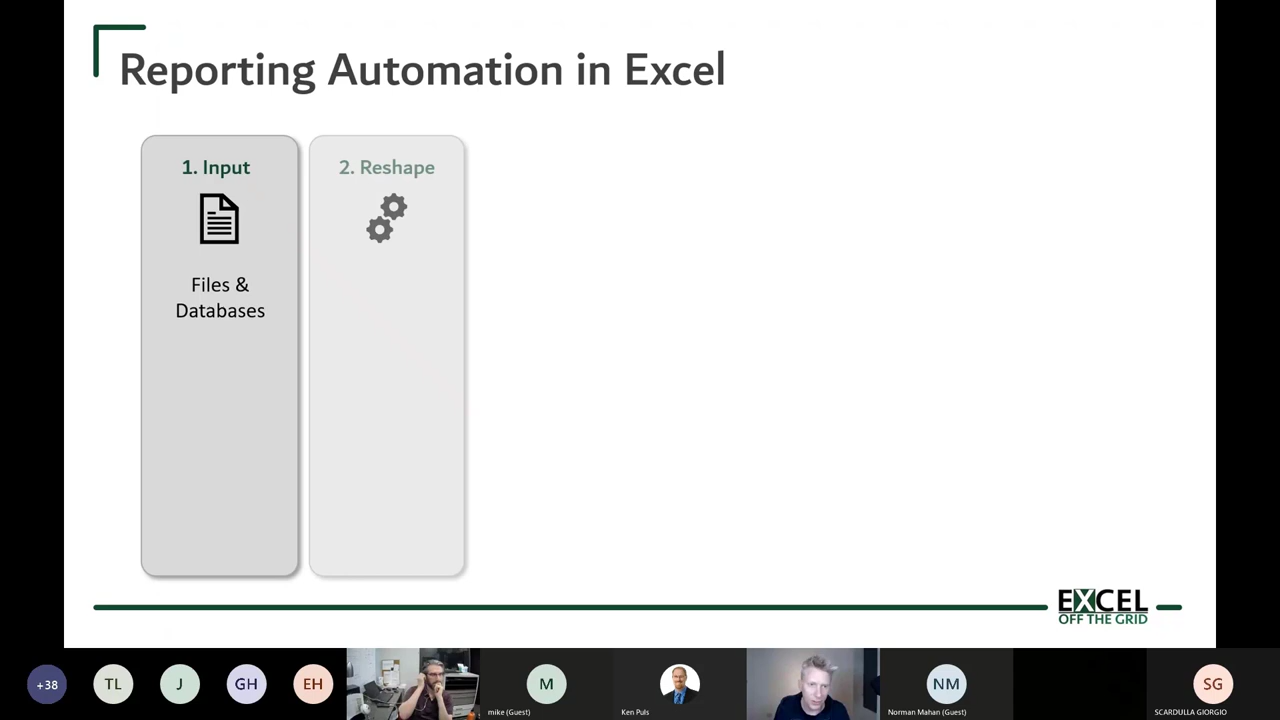 Reporting Automation in Excel
1. Input
2. Reshape
Files &
Databases
EXCEL
OFF THE GRID
+38
TL
J
GH
EH
M
mike (Guest)
Ken Puls
NM
Norman Mahan (Guest)
SG
SCARDULLA GIORGIO